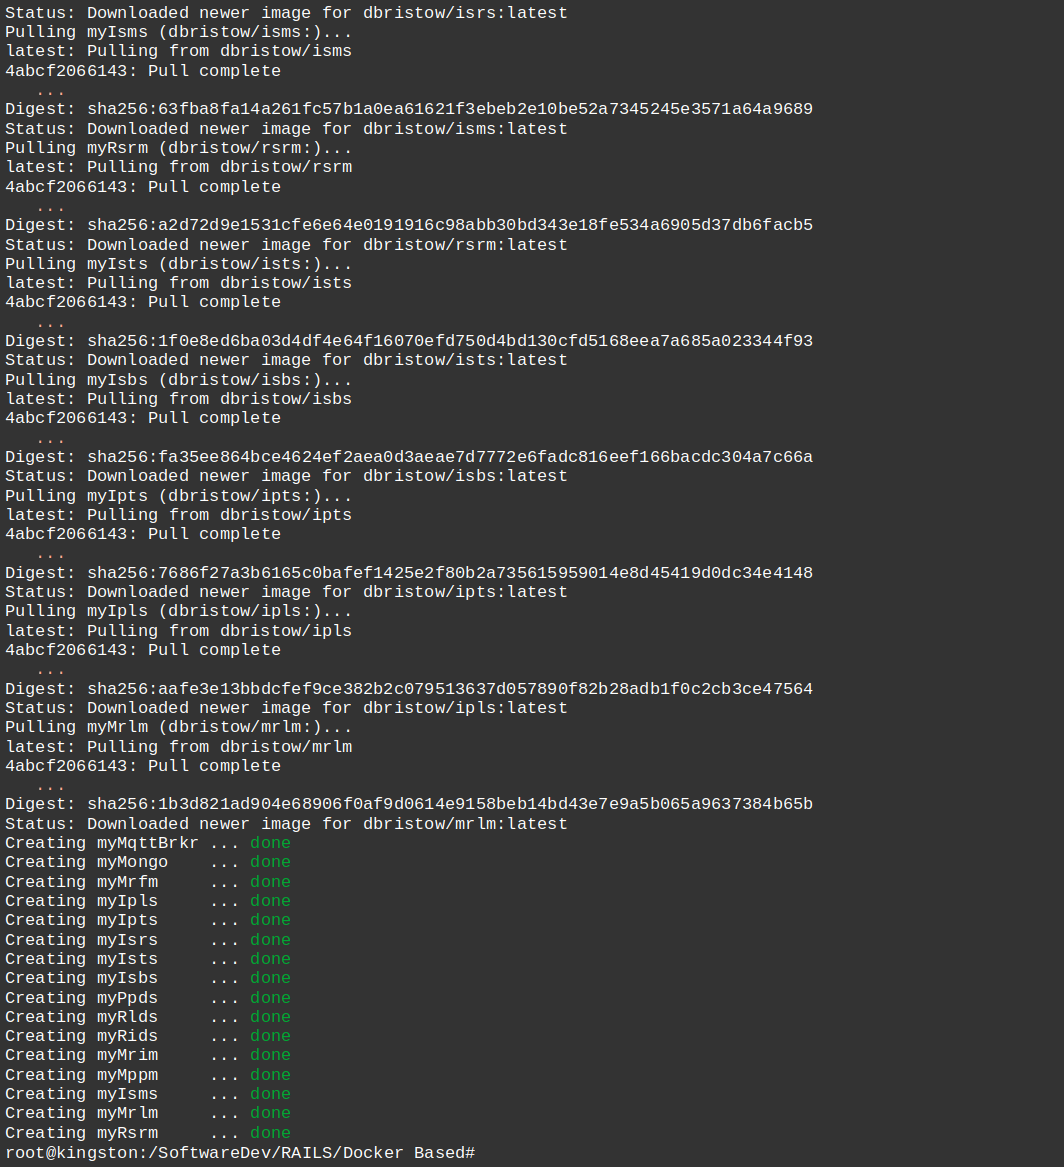 Status: Downloaded newer image for dbristow/isrs:latest
Pulling myIsms (dbristow/isms:)...
latest: Pulling from dbristow/isms
4abcf2066143: Pull complete
   ...
Digest: sha256:63fba8fa14a261fc57b1a0ea61621f3ebeb2e10be52a7345245e3571a64a9689
Status: Downloaded newer image for dbristow/isms:latest
Pulling myRsrm (dbristow/rsrm:)...
latest: Pulling from dbristow/rsrm
4abcf2066143: Pull complete
   ...
Digest: sha256:a2d72d9e1531cfe6e64e0191916c98abb30bd343e18fe534a6905d37db6facb5
Status: Downloaded newer image for dbristow/rsrm:latest
Pulling myIsts (dbristow/ists:)...
latest: Pulling from dbristow/ists
4abcf2066143: Pull complete
   ...
Digest: sha256:1f0e8ed6ba03d4df4e64f16070efd750d4bd130cfd5168eea7a685a023344f93
Status: Downloaded newer image for dbristow/ists:latest
Pulling myIsbs (dbristow/isbs:)...
latest: Pulling from dbristow/isbs
4abcf2066143: Pull complete
   ...
Digest: sha256:fa35ee864bce4624ef2aea0d3aeae7d7772e6fadc816eef166bacdc304a7c66a
Status: Downloaded newer image for dbristow/isbs:latest
Pulling myIpts (dbristow/ipts:)...
latest: Pulling from dbristow/ipts
4abcf2066143: Pull complete
   ...
Digest: sha256:7686f27a3b6165c0bafef1425e2f80b2a735615959014e8d45419d0dc34e4148
Status: Downloaded newer image for dbristow/ipts:latest
Pulling myIpls (dbristow/ipls:)...
latest: Pulling from dbristow/ipls
4abcf2066143: Pull complete
   ...
Digest: sha256:aafe3e13bbdcfef9ce382b2c079513637d057890f82b28adb1f0c2cb3ce47564
Status: Downloaded newer image for dbristow/ipls:latest
Pulling myMrlm (dbristow/mrlm:)...
latest: Pulling from dbristow/mrlm
4abcf2066143: Pull complete
   ...
Digest: sha256:1b3d821ad904e68906f0af9d0614e9158beb14bd43e7e9a5b065a9637384b65b
Status: Downloaded newer image for dbristow/mrlm:latest
Creating myMqttBrkr ... done
Creating myMongo    ... done
Creating myMrfm     ... done
Creating myIpls     ... done
Creating myIpts     ... done
Creating myIsrs     ... done
Creating myIsts     ... done
Creating myIsbs     ... done
Creating myPpds     ... done
Creating myRlds     ... done
Creating myRids     ... done
Creating myMrim     ... done
Creating myMppm     ... done
Creating myIsms     ... done
Creating myMrlm     ... done
Creating myRsrm     ... done
root@kingston:/SoftwareDev/RAILS/Docker Based#